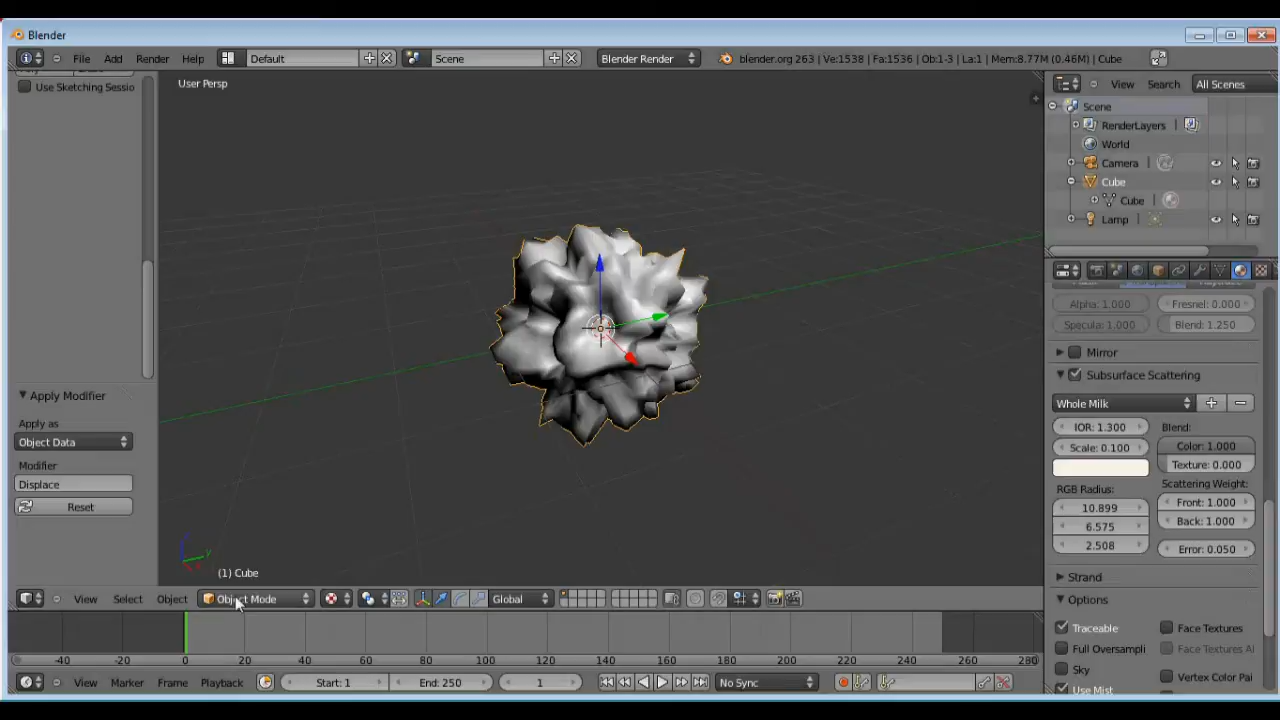 Blender
File Add Render Help Default Scene Blender Render blender.org 263 | Ve:1538 | Fa:1536 | Ob:1-3 | La:1 | Mem:8.77M (0.46M) | Cube
Use Sketching Sessio
User Persp
View Search All Scenes
Scene
RenderLayers
World
Camera
Cube
Cube
Lamp
Alpha: 1.000 Fresnel: 0.000
Specula: 1.000 Blend: 1.250
Mirror
Subsurface Scattering
Whole Milk
IOR: 1.300 Blend:
Scale: 0.100 Color: 1.000
Texture: 0.000
RGB Radius: Scattering Weight:
10.899 Front: 1.000
6.575 Back: 1.000
2.508 Error: 0.050
Strand
Options
Traceable Face Textures
Full Oversampli Face Textures Al
Sky Vertex Color Pai
Use Mist
Apply Modifier
Apply as
Object Data
Modifier
Displace
Reset
y
(1) Cube
View Select Object Object Mode Global
-40 -20 0 20 40 60 80 100 120 140 160 180 200 220 240 260 280
View Marker Frame Playback Start: 1 End: 250 1 No Sync